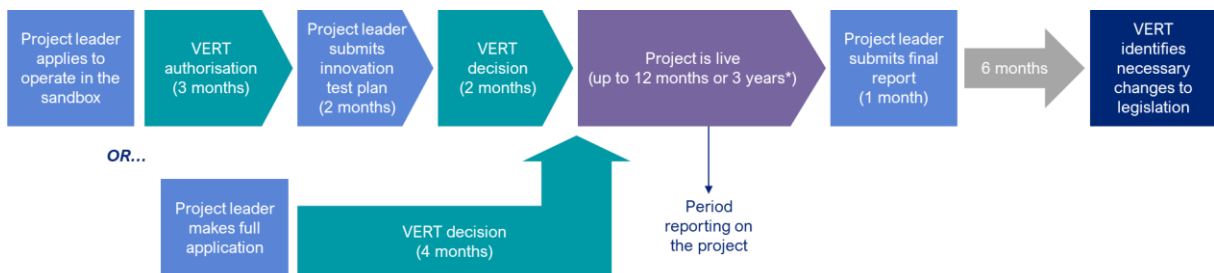 Project leader
applies to
operate in the
sandbox
VERT
authorisation
(3 months)
Project leader
submits
innovation
test plan
(2 months)
VERT
decision
(2 months)
Project is live
(up to 12 months or 3 years*)
Project leader
submits final
report
(1 month)
6 months
VERT
identifies
necessary
changes to
legislation
OR...
Project leader
makes full
application
VERT decision
(4 months)
Period
reporting on
the project